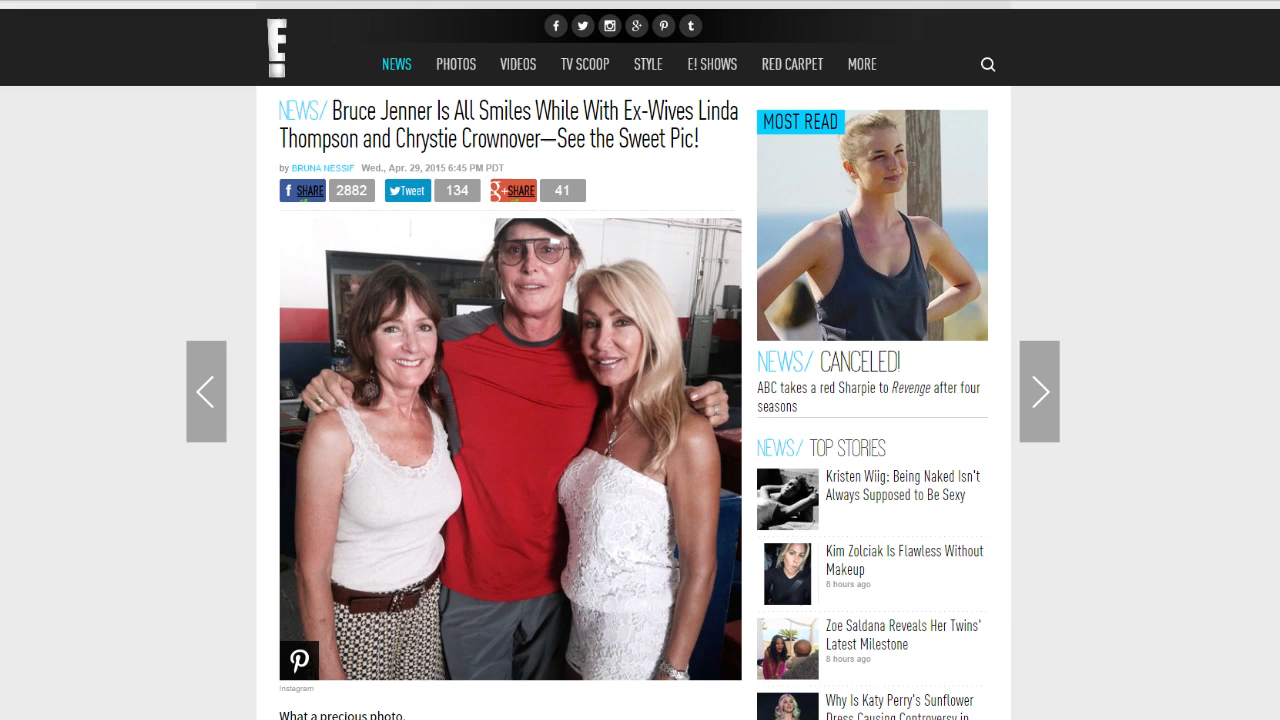 E!
NEWS PHOTOS VIDEOS TV SCOOP STYLE E! SHOWS RED CARPET MORE
NEWS/ Bruce Jenner Is All Smiles While With Ex-Wives Linda
Thompson and Chrystie Crownover—See the Sweet Pic!
by BRUNA NESSIF Wed., Apr. 29, 2015 6:45 PM PDT
f SHARE 2882 Tweet 134 g+ SHARE 41
Instagram
What a precious photo.
MOST READ
NEWS/ CANCELED!
ABC takes a red Sharpie to Revenge after four
seasons
NEWS/ TOP STORIES
Kristen Wiig: Being Naked Isn't
Always Supposed to Be Sexy
Kim Zolciak Is Flawless Without
Makeup
8 hours ago
Zoe Saldana Reveals Her Twins'
Latest Milestone
8 hours ago
Why Is Katy Perry's Sunflower
Dress Causing Controversy in